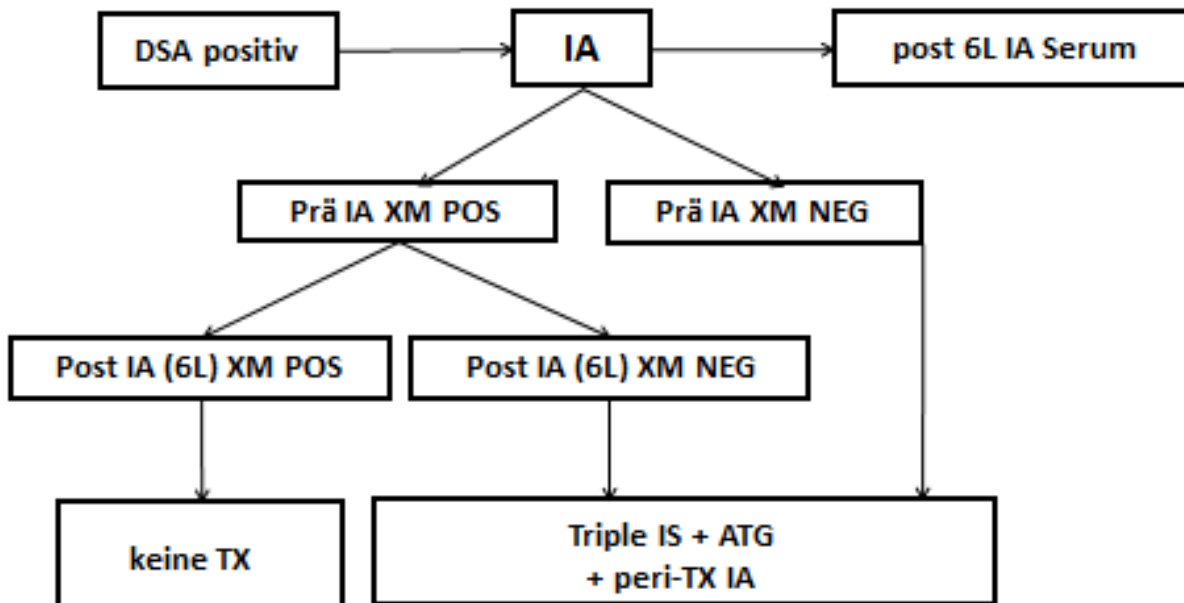 DSA positiv
IA
post 6L IA Serum
Prä IA XM POS
Prä IA XM NEG
Post IA (6L) XM POS
Post IA (6L) XM NEG
keine TX
Triple IS + ATG
+ peri-TX IA